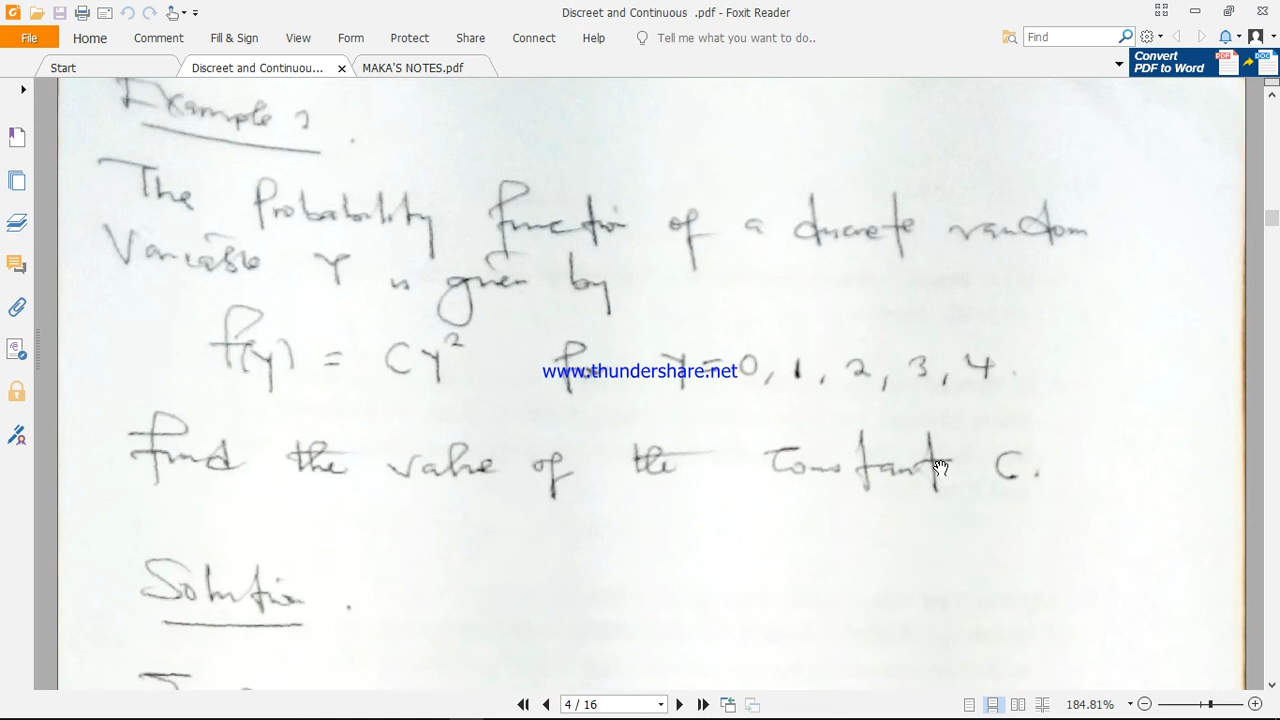 Discreet and Continuous .pdf - Foxit Reader
File Home Comment Fill & Sign View Form Protect Share Connect Help Tell me what you want to do.. Find
Start Discreet and Continuou... MAKA'S NOTES.pdf Convert PDF to Word
Example
The Probability function of a discrete random
Variable Y is given by
f(y) = CY² for Y = 0, 1, 2, 3, 4.
www.thundershare.net
find the value of the Constant C.
Solution.
4 / 16 184.81%